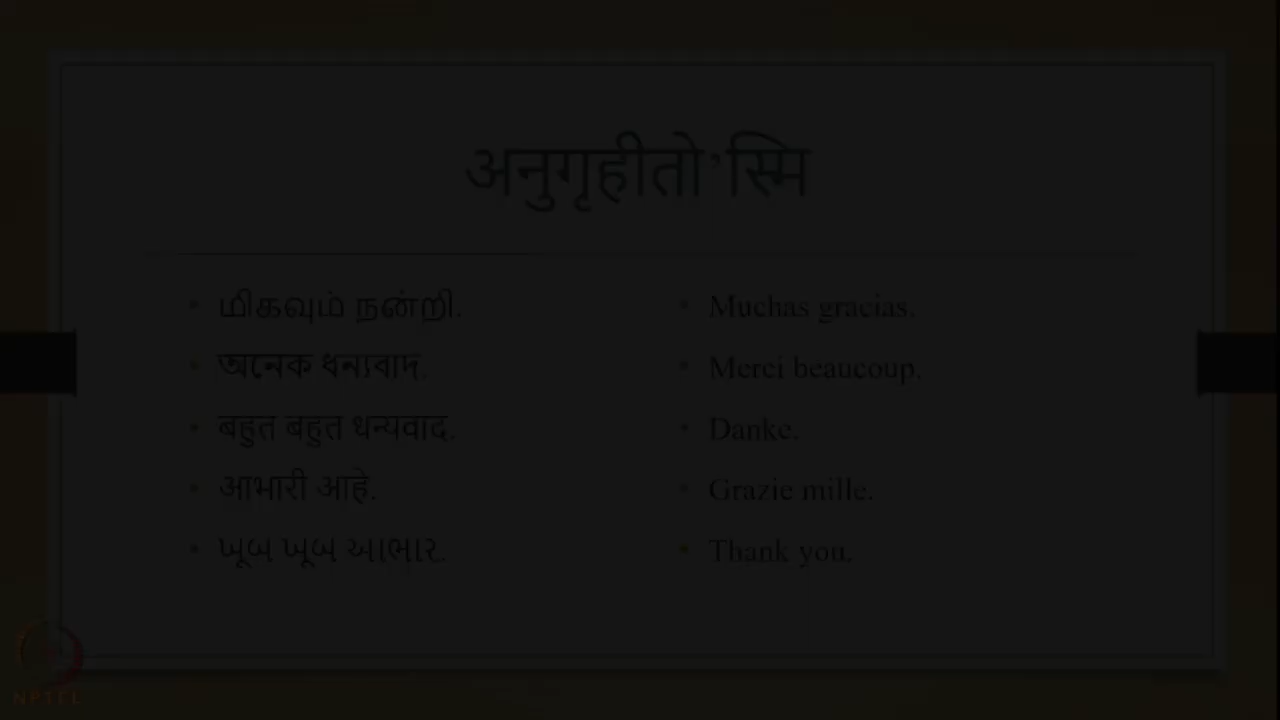 अनुगृहीतो’स्मि
மிகவும் நன்றி.
অনেক ধন্যবাদ.
बहुत बहुत धन्यवाद.
आभारी आहे.
ખૂબ ખૂબ આભાર.
Muchas gracias.
Merci beaucoup.
Danke.
Grazie mille.
Thank you.
NPTEL